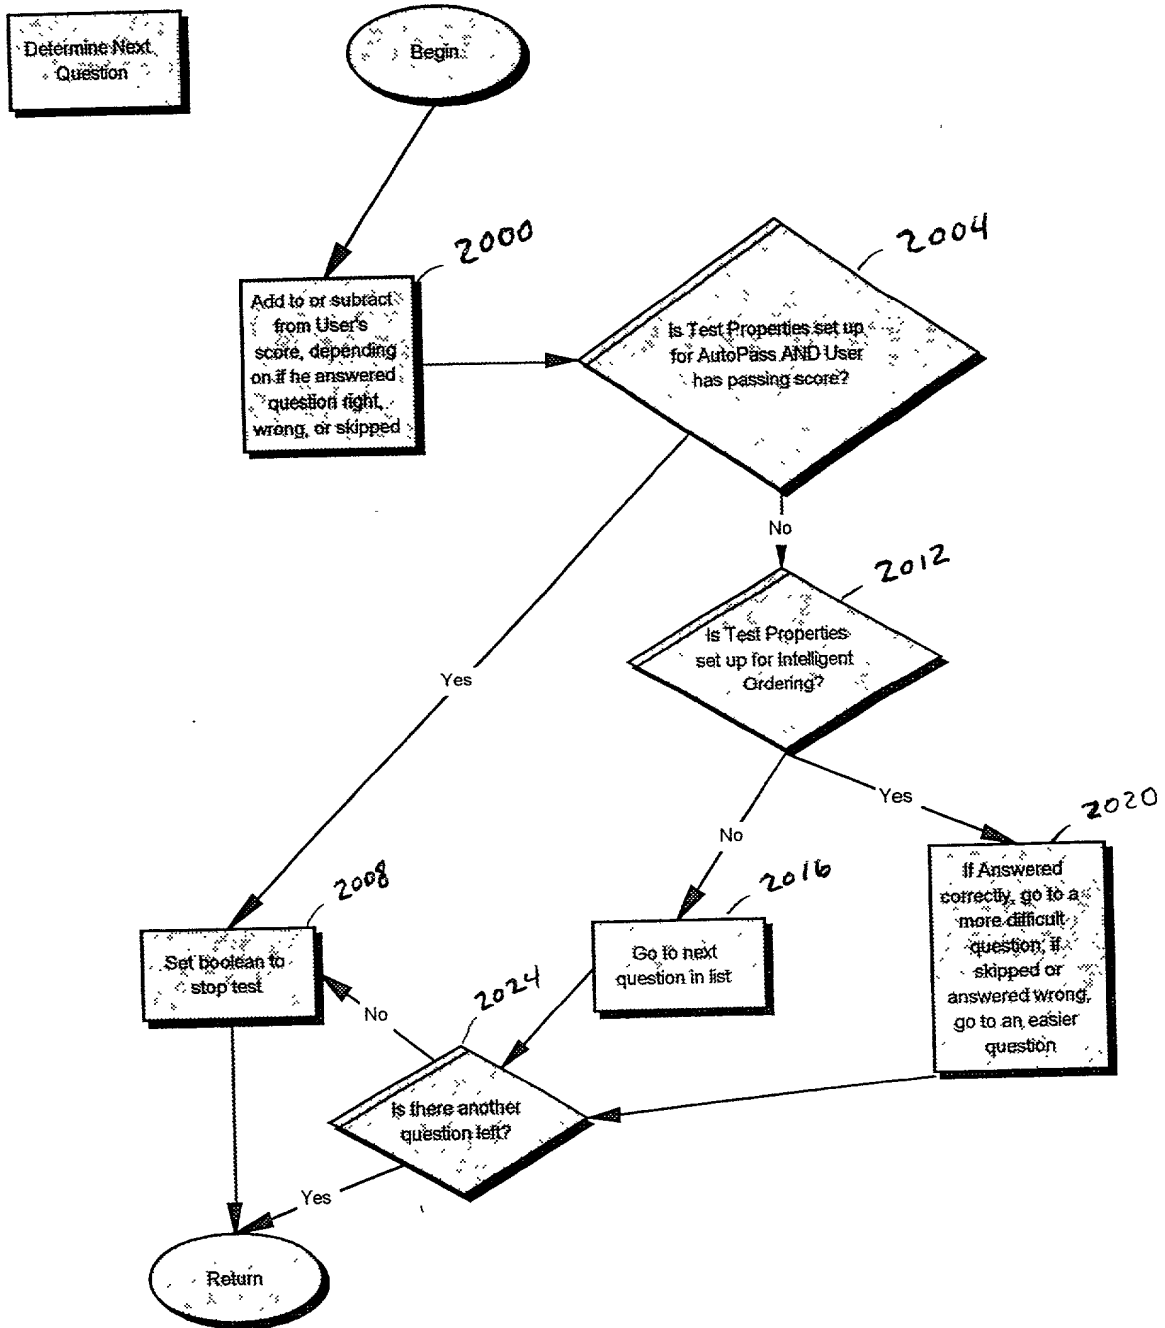 Determine Next
Question
Begin
2000
Add to or subtract
from User's
score, depending
on if he answered
question right,
wrong, or skipped
2004
Is Test Properties set up
for AutoPass AND User
has passing score?
No
2012
Is Test Properties
set up for Intelligent
Ordering?
Yes
Yes
No
2020
If Answered
correctly, go to a
more difficult
question; if
skipped or
answered wrong,
go to an easier
question
2016
Go to next
question in list
2008
Set boolean to
stop test
No
2024
Is there another
question left?
Yes
Return